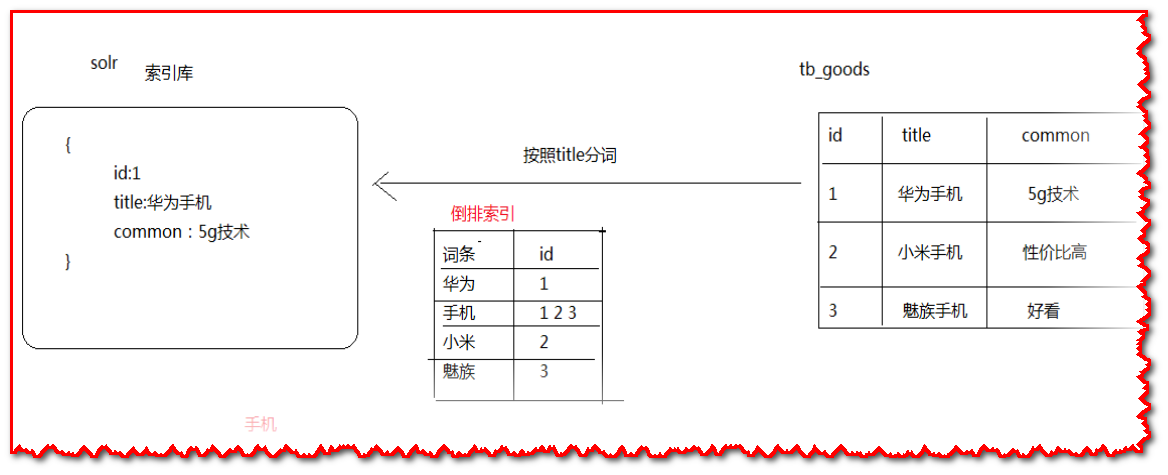 solr 索引库
{
id:1
title:华为手机
common：5g技术
}
按照title分词
倒排索引
词条 id
华为 1
手机 1 2 3
小米 2
魅族 3
tb_goods
id title common
1 华为手机 5g技术
2 小米手机 性价比高
3 魅族手机 好看
手机